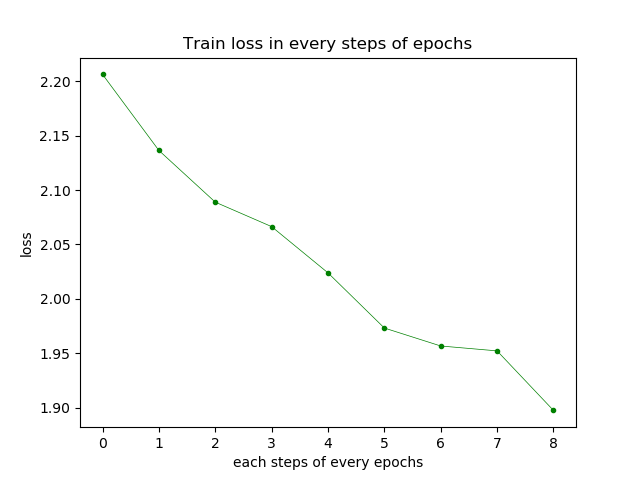 Train loss in every steps of epochs
2.20
2.15
2.10
2.05
2.00
1.95
1.90
loss
0 1 2 3 4 5 6 7 8
each steps of every epochs